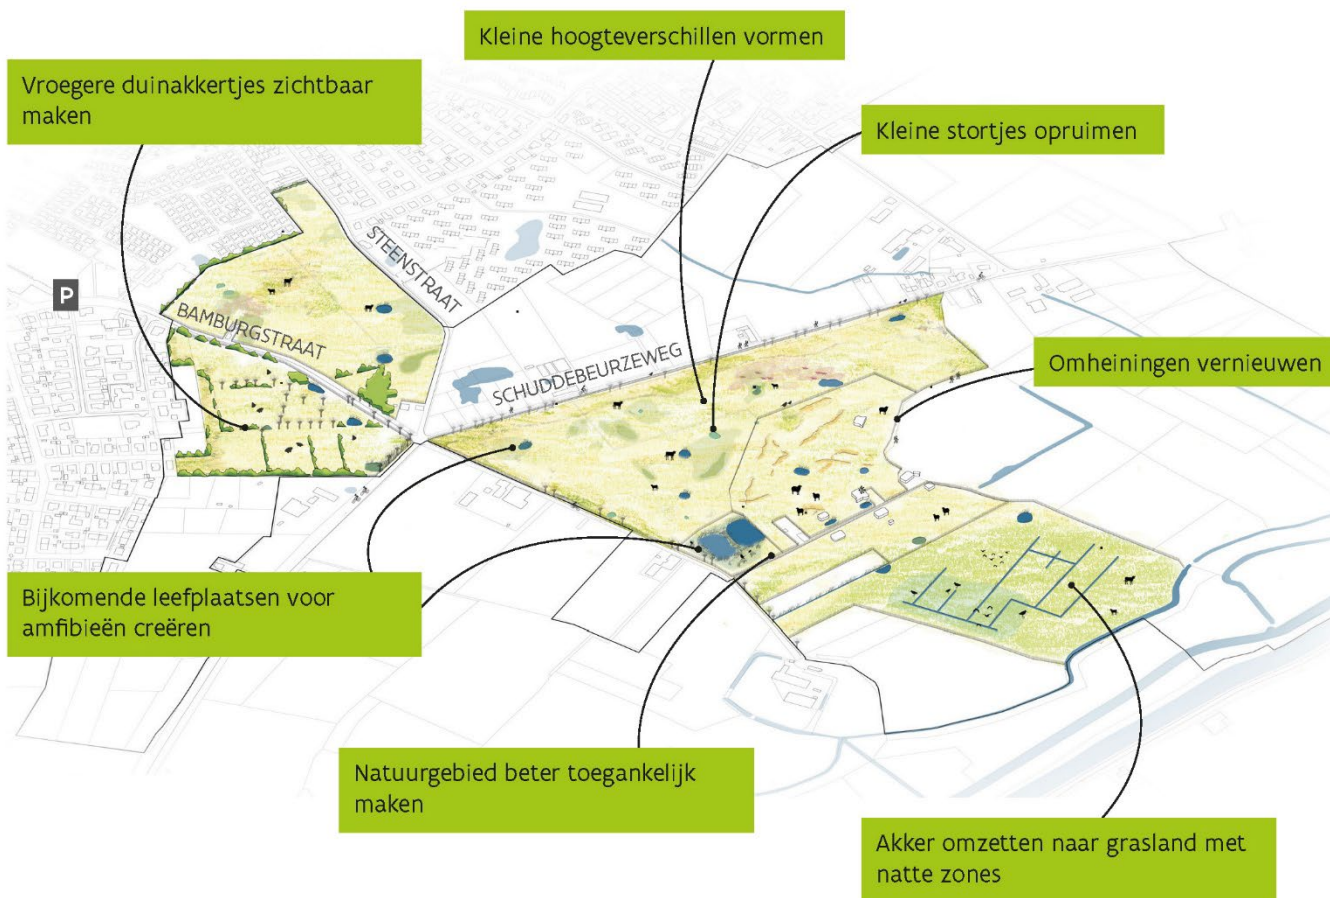 Kleine hoogteverschillen vormen
Vroegere duinakkertjes zichtbaar
maken
Kleine stortjes opruimen
STEENSTRAAT
P
BAMBURGSTRAAT
SCHUDDEBEURZEWEG
Omheiningen vernieuwen
Bijkomende leefplaatsen voor
amfibieën creëren
Natuurgebied beter toegankelijk
maken
Akker omzetten naar grasland met
natte zones